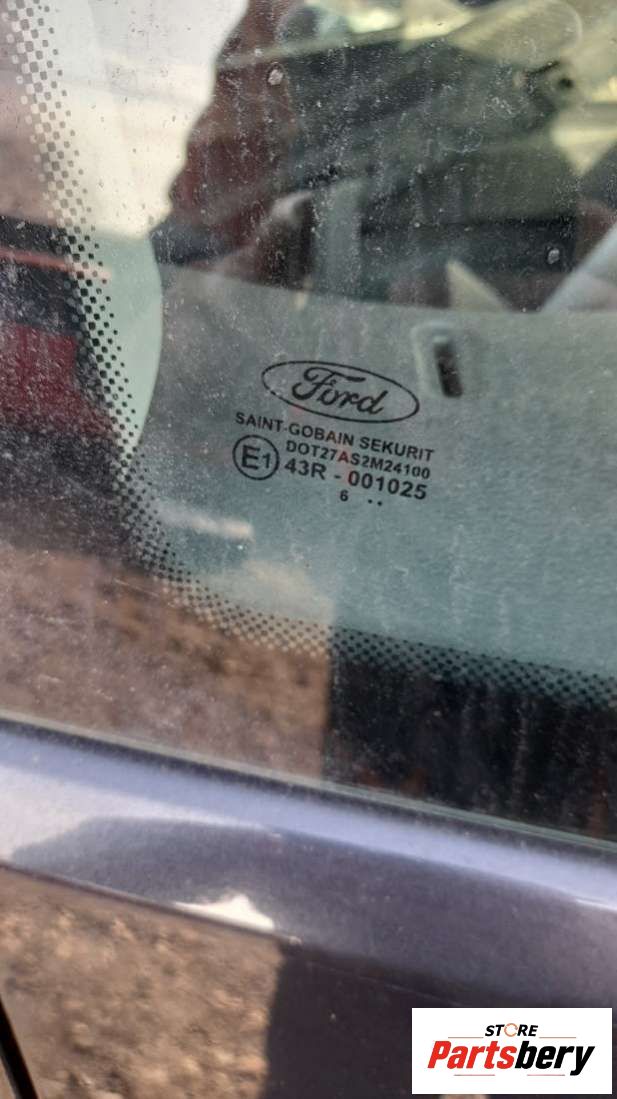 Ford
SAINT-GOBAIN SEKURIT
DOT27AS2M24100
E1
43R - 001025
6 ..
STORE
Partsbery